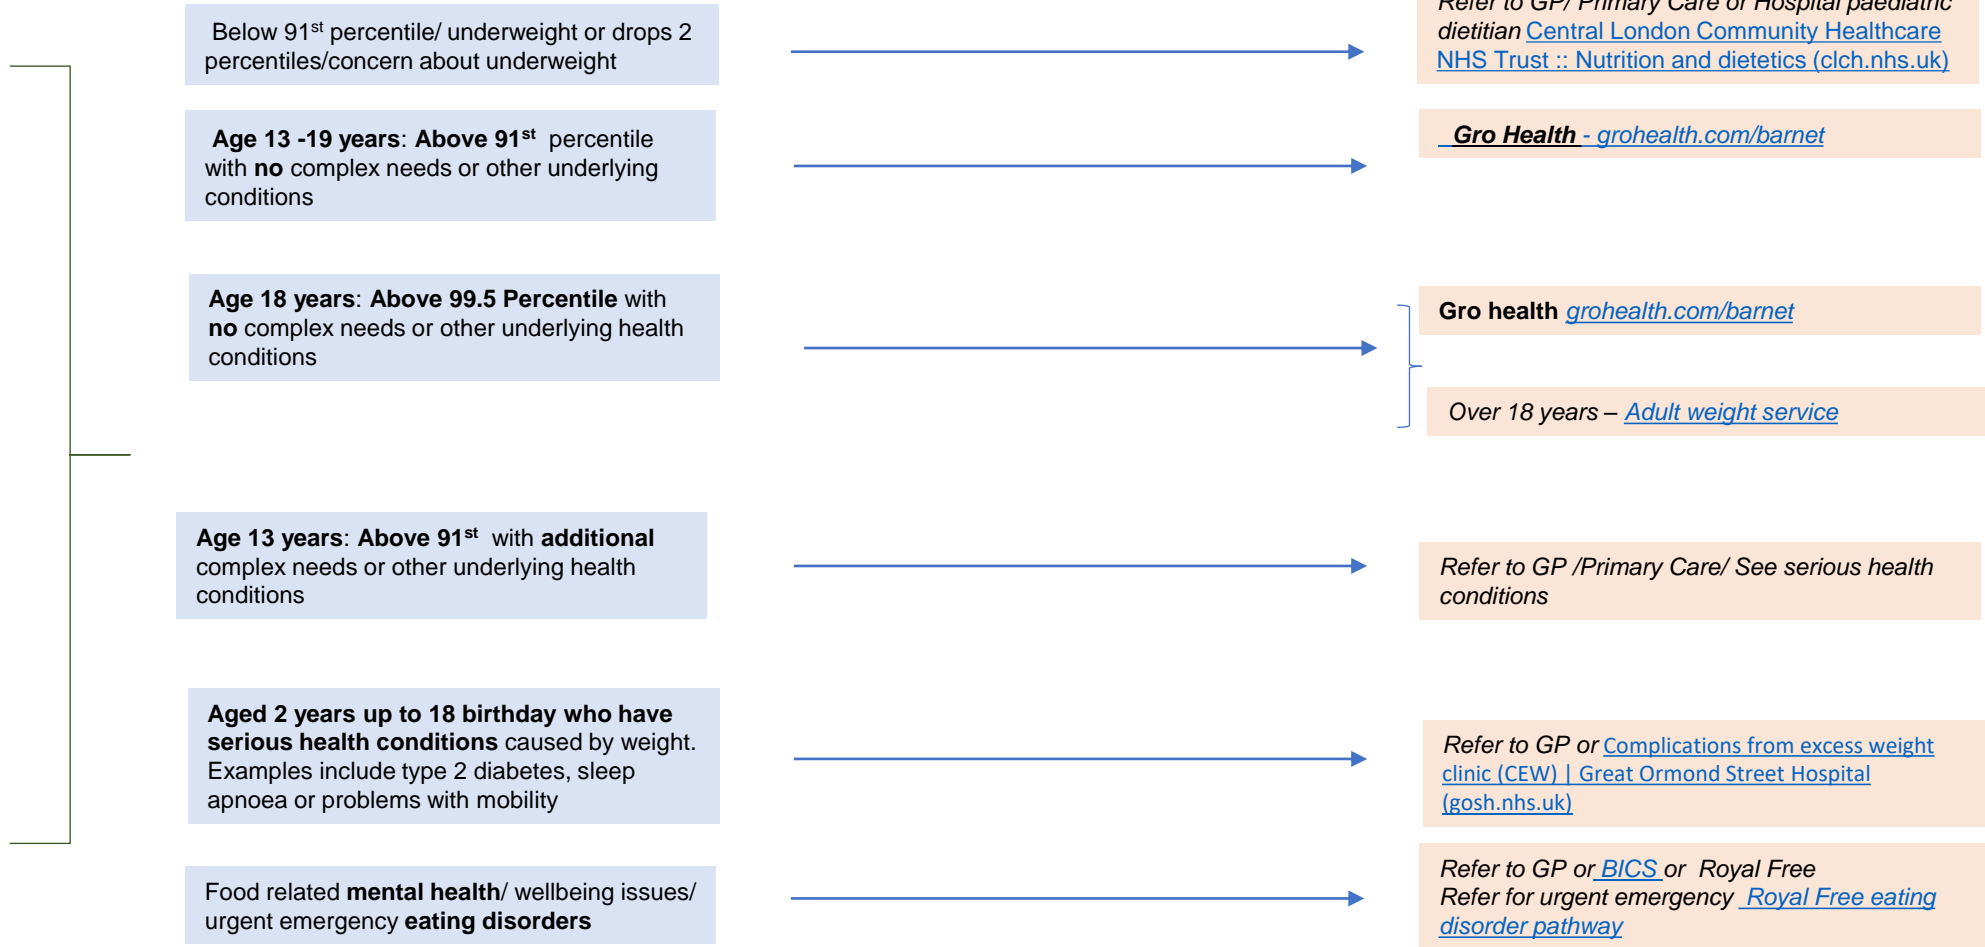 Below 91st percentile/ underweight or drops 2
percentiles/concern about underweight
Refer to GP/ Primary Care or Hospital paediatric
dietitian Central London Community Healthcare
NHS Trust :: Nutrition and dietetics (clch.nhs.uk)
Age 13 -19 years: Above 91st percentile
with no complex needs or other underlying
conditions
Gro Health - grohealth.com/barnet
Age 18 years: Above 99.5 Percentile with
no complex needs or other underlying health
conditions
Gro health grohealth.com/barnet
Over 18 years – Adult weight service
Age 13 years: Above 91st with additional
complex needs or other underlying health
conditions
Refer to GP /Primary Care/ See serious health
conditions
Aged 2 years up to 18 birthday who have
serious health conditions caused by weight.
Examples include type 2 diabetes, sleep
apnoea or problems with mobility
Refer to GP or Complications from excess weight
clinic (CEW) | Great Ormond Street Hospital
(gosh.nhs.uk)
Food related mental health/ wellbeing issues/
urgent emergency eating disorders
Refer to GP or BICS or Royal Free
Refer for urgent emergency Royal Free eating
disorder pathway